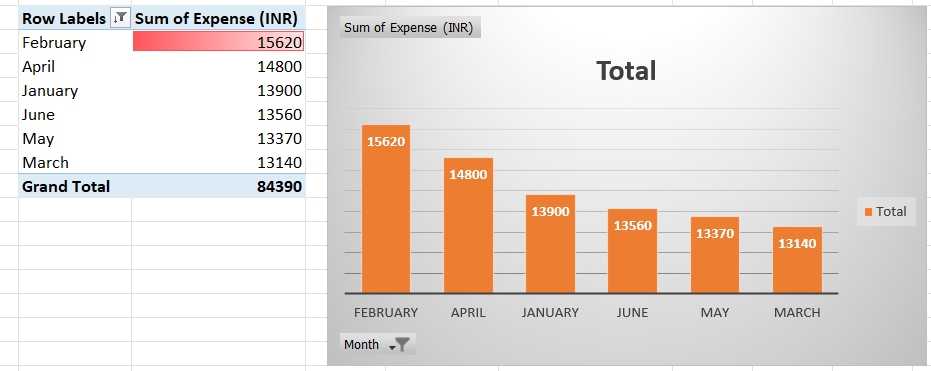 Row Labels Sum of Expense (INR)
February 15620
April 14800
January 13900
June 13560
May 13370
March 13140
Grand Total 84390
Sum of Expense (INR)
Total
15620
14800
13900
13560
13370
13140
Total
FEBRUARY APRIL JANUARY JUNE MAY MARCH
Month